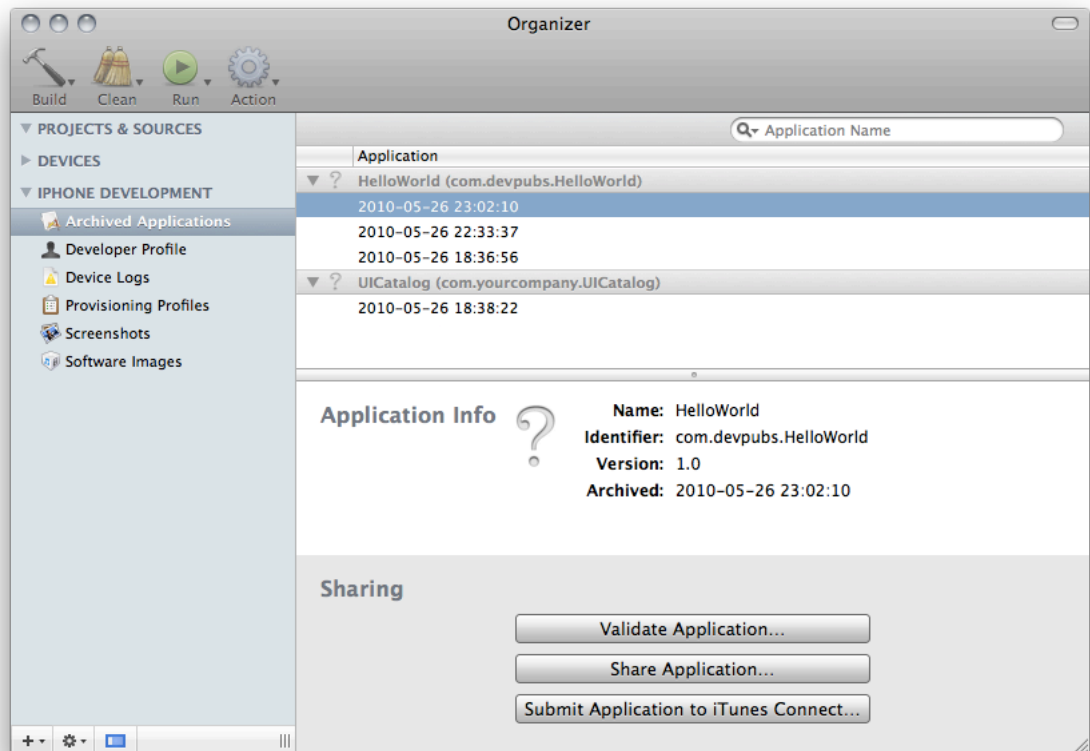 Organizer
Build Clean Run Action
PROJECTS & SOURCES
DEVICES
IPHONE DEVELOPMENT
Archived Applications
Developer Profile
Device Logs
Provisioning Profiles
Screenshots
Software Images
Application Name
Application
HelloWorld (com.devpubs.HelloWorld)
2010-05-26 23:02:10
2010-05-26 22:33:37
2010-05-26 18:36:56
UICatalog (com.yourcompany.UICatalog)
2010-05-26 18:38:22
Application Info
Name: HelloWorld
Identifier: com.devpubs.HelloWorld
Version: 1.0
Archived: 2010-05-26 23:02:10
Sharing
Validate Application...
Share Application...
Submit Application to iTunes Connect...